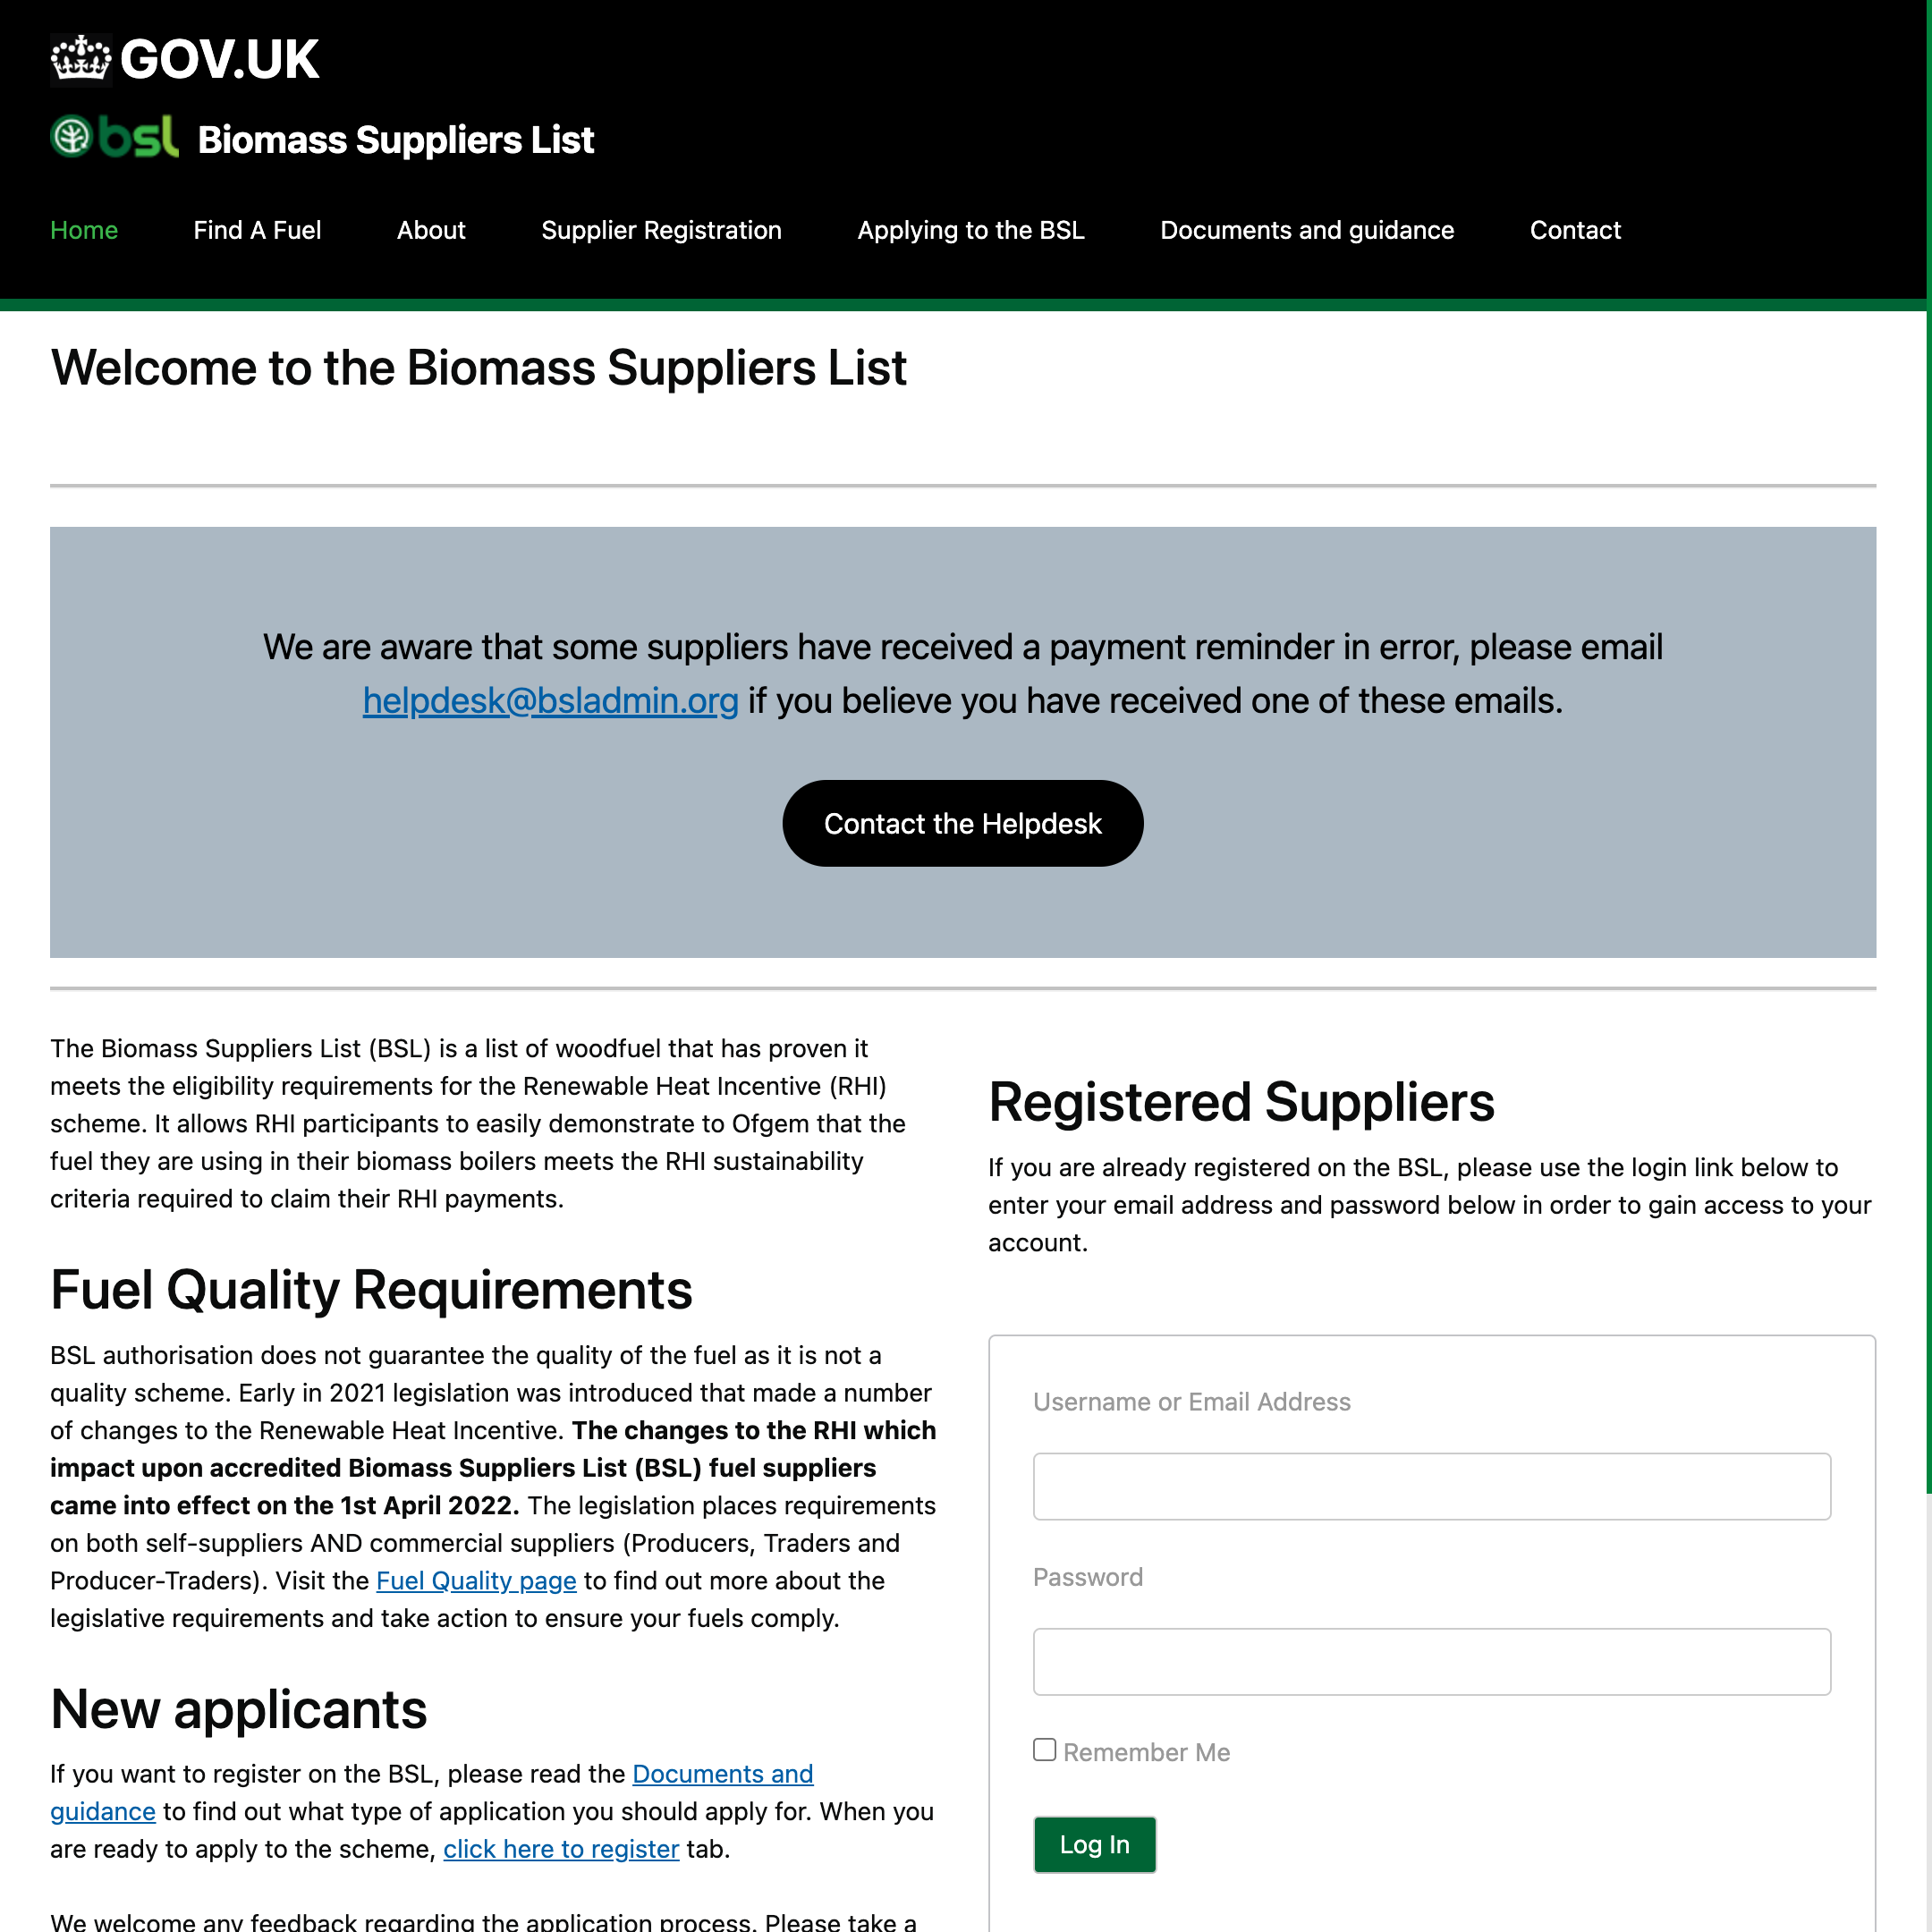 GOV.UK
bsl Biomass Suppliers List
Home Find A Fuel About Supplier Registration Applying to the BSL Documents and guidance Contact
Welcome to the Biomass Suppliers List
We are aware that some suppliers have received a payment reminder in error, please email
helpdesk@bsladmin.org if you believe you have received one of these emails.
Contact the Helpdesk
The Biomass Suppliers List (BSL) is a list of woodfuel that has proven it
meets the eligibility requirements for the Renewable Heat Incentive (RHI)
scheme. It allows RHI participants to easily demonstrate to Ofgem that the
fuel they are using in their biomass boilers meets the RHI sustainability
criteria required to claim their RHI payments.
Fuel Quality Requirements
BSL authorisation does not guarantee the quality of the fuel as it is not a
quality scheme. Early in 2021 legislation was introduced that made a number
of changes to the Renewable Heat Incentive. The changes to the RHI which
impact upon accredited Biomass Suppliers List (BSL) fuel suppliers
came into effect on the 1st April 2022. The legislation places requirements
on both self-suppliers AND commercial suppliers (Producers, Traders and
Producer-Traders). Visit the Fuel Quality page to find out more about the
legislative requirements and take action to ensure your fuels comply.
New applicants
If you want to register on the BSL, please read the Documents and
guidance to find out what type of application you should apply for. When you
are ready to apply to the scheme, click here to register tab.
We welcome any feedback regarding the application process. Please take a
Registered Suppliers
If you are already registered on the BSL, please use the login link below to
enter your email address and password below in order to gain access to your
account.
Username or Email Address
Password
Remember Me
Log In